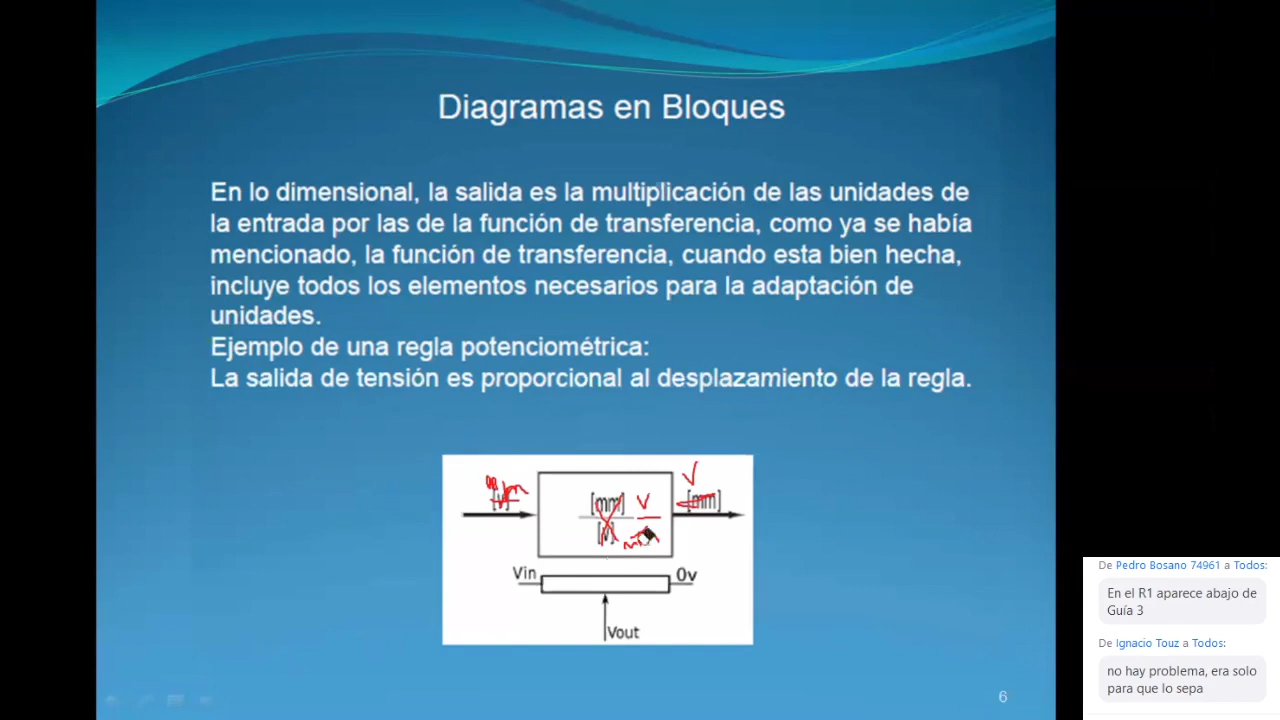 Diagramas en Bloques
En lo dimensional, la salida es la multiplicación de las unidades de
la entrada por las de la función de transferencia, como ya se había
mencionado, la función de transferencia, cuando esta bien hecha,
incluye todos los elementos necesarios para la adaptación de
unidades.
Ejemplo de una regla potenciométrica:
La salida de tensión es proporcional al desplazamiento de la regla.
V
[v]
[mm]
V
[mm]
[v]
Vin
0v
Vout
6
De Pedro Bosano 74961 a Todos:
En el R1 aparece abajo de
Guía 3
De Ignacio Touz a Todos:
no hay problema, era solo
para que lo sepa